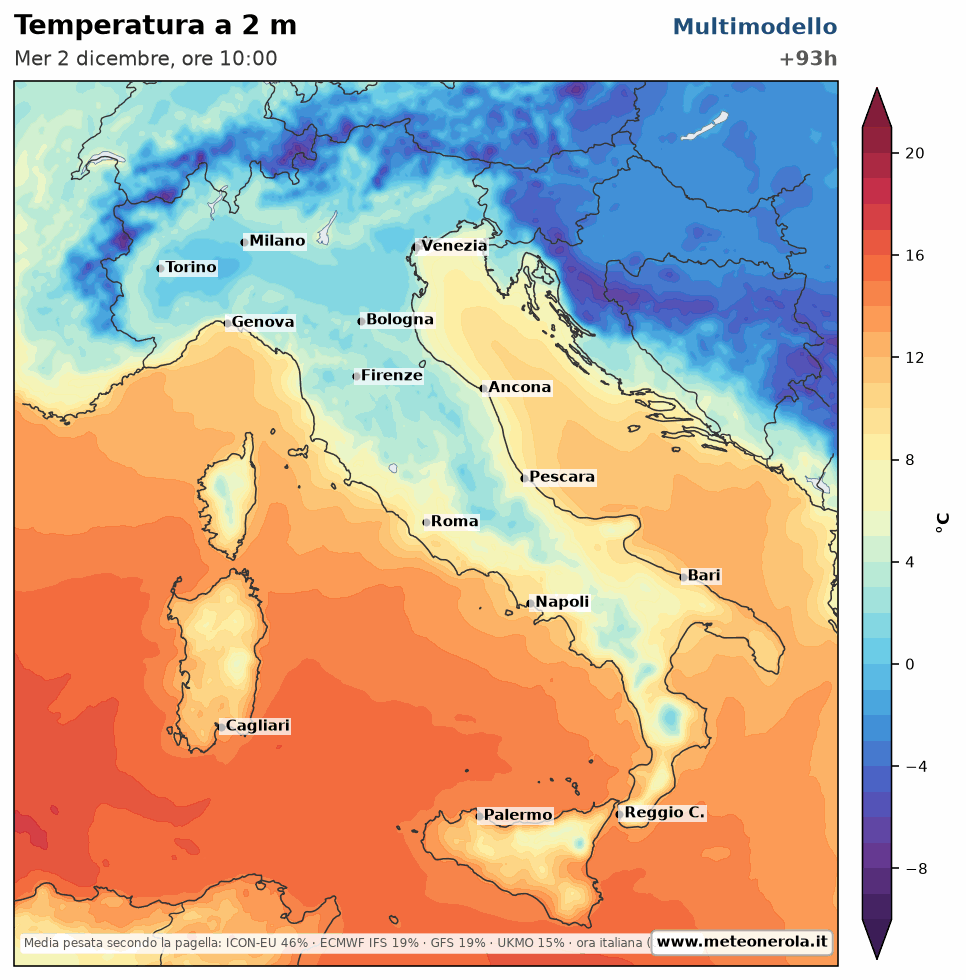 Temperatura a 2 m
Multimodello
Mer 2 dicembre, ore 10:00
+93h
Milano
Venezia
Torino
Genova
Bologna
Firenze
Ancona
Pescara
Roma
Bari
Napoli
Cagliari
Palermo
Reggio C.
20
16
12
8
4
0
−4
−8
°C
Media pesata secondo la pagella: ICON-EU 46% · ECMWF IFS 19% · GFS 19% · UKMO 15% · ora italiana (
www.meteonerola.it